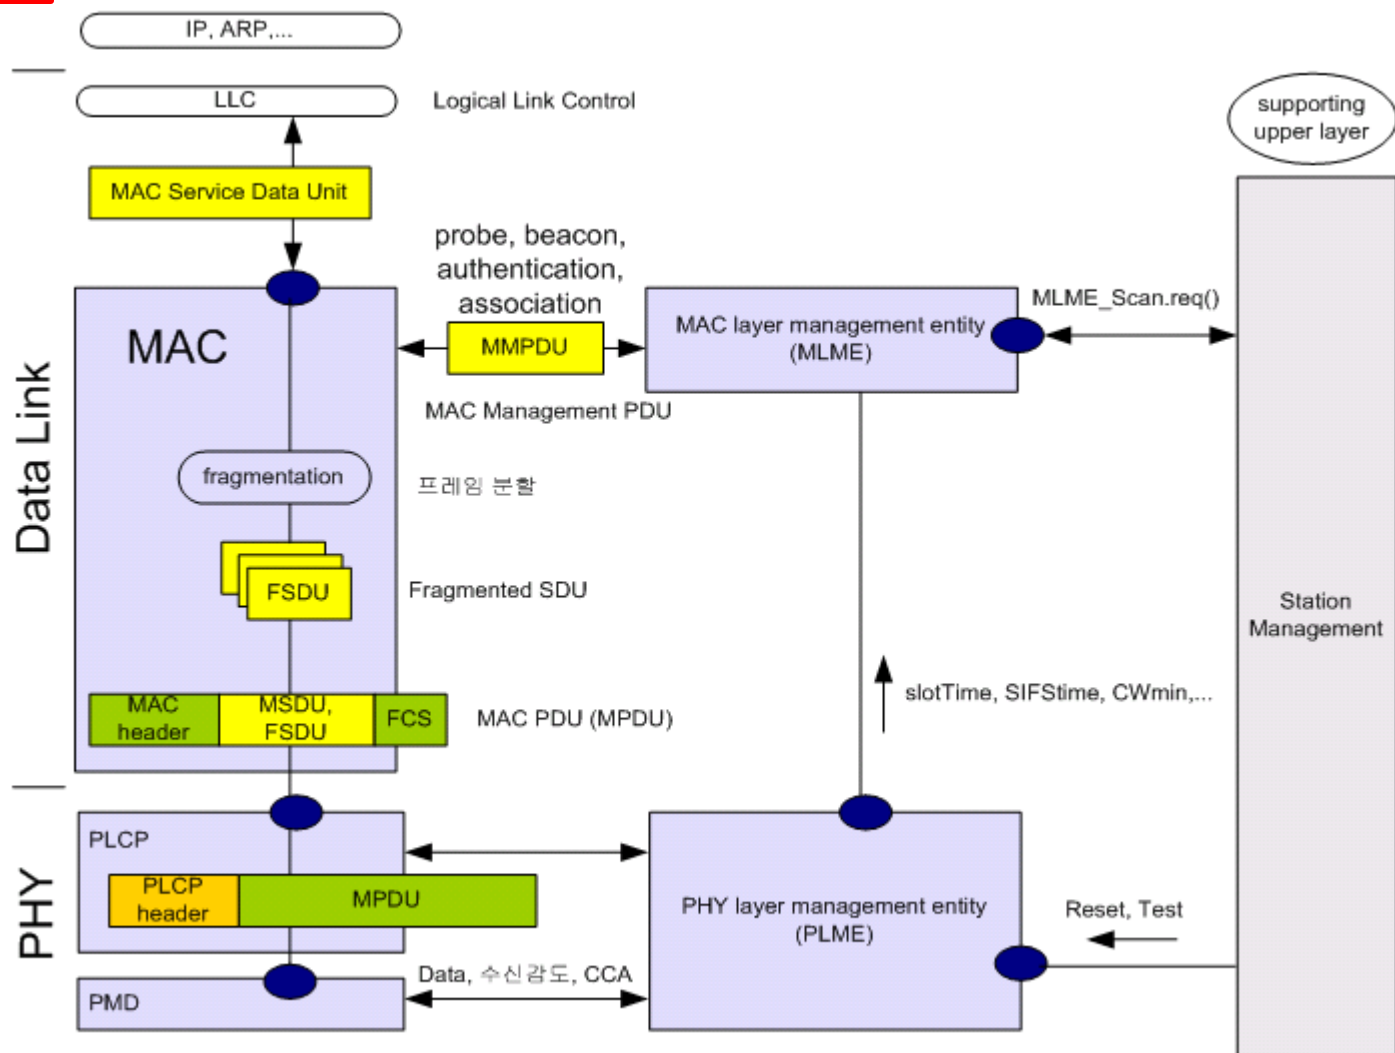 IP, ARP,...
LLC
Logical Link Control
supporting
upper layer
MAC Service Data Unit
probe, beacon,
authentication,
association
MLME_Scan.req()
MAC
MMPDU
MAC layer management entity
(MLME)
MAC Management PDU
Data Link
fragmentation
프레임 분할
FSDU
Fragmented SDU
Station
Management
MAC
header
MSDU,
FSDU
FCS
MAC PDU (MPDU)
slotTime, SIFStime, CWmin,...
PHY
PLCP
PLCP
header
MPDU
PHY layer management entity
(PLME)
Reset, Test
Data, 수신감도, CCA
PMD